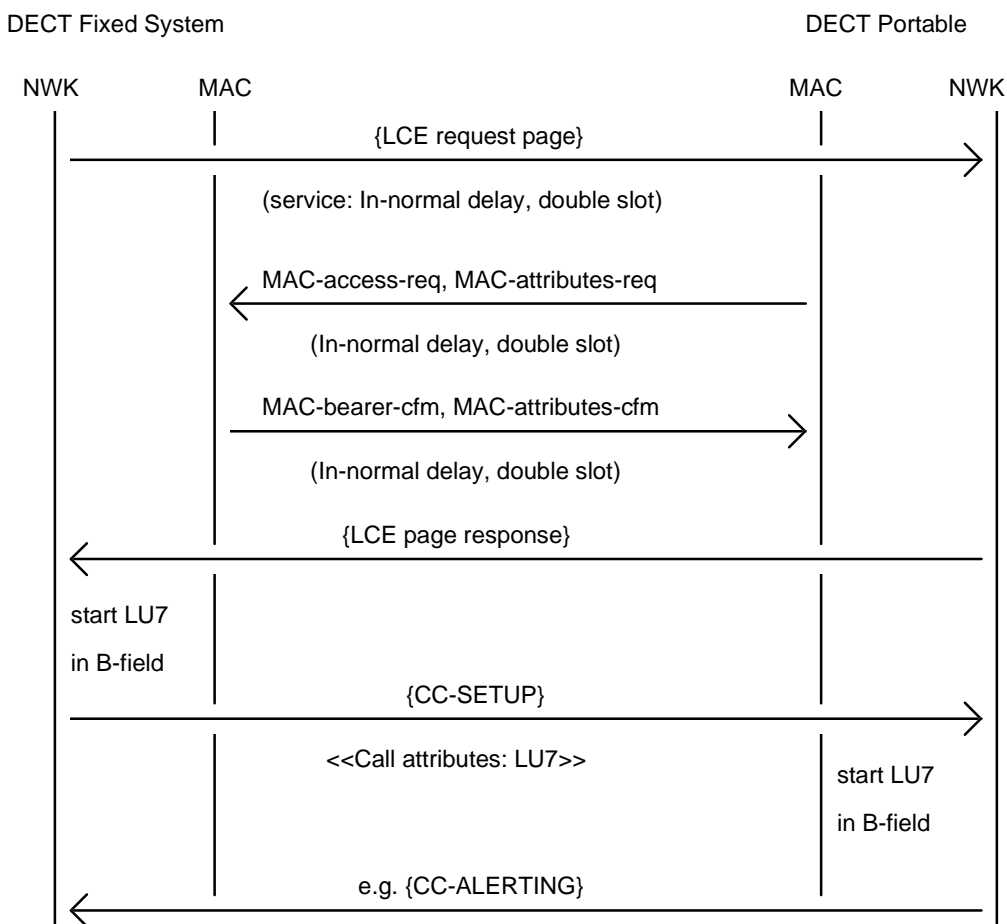 DECT Fixed System
DECT Portable
NWK
MAC
MAC
NWK
{LCE request page}
(service: In-normal delay, double slot)
MAC-access-req, MAC-attributes-req
(In-normal delay, double slot)
MAC-bearer-cfm, MAC-attributes-cfm
(In-normal delay, double slot)
{LCE page response}
start LU7
in B-field
{CC-SETUP}
<<Call attributes: LU7>>
start LU7
in B-field
e.g. {CC-ALERTING}